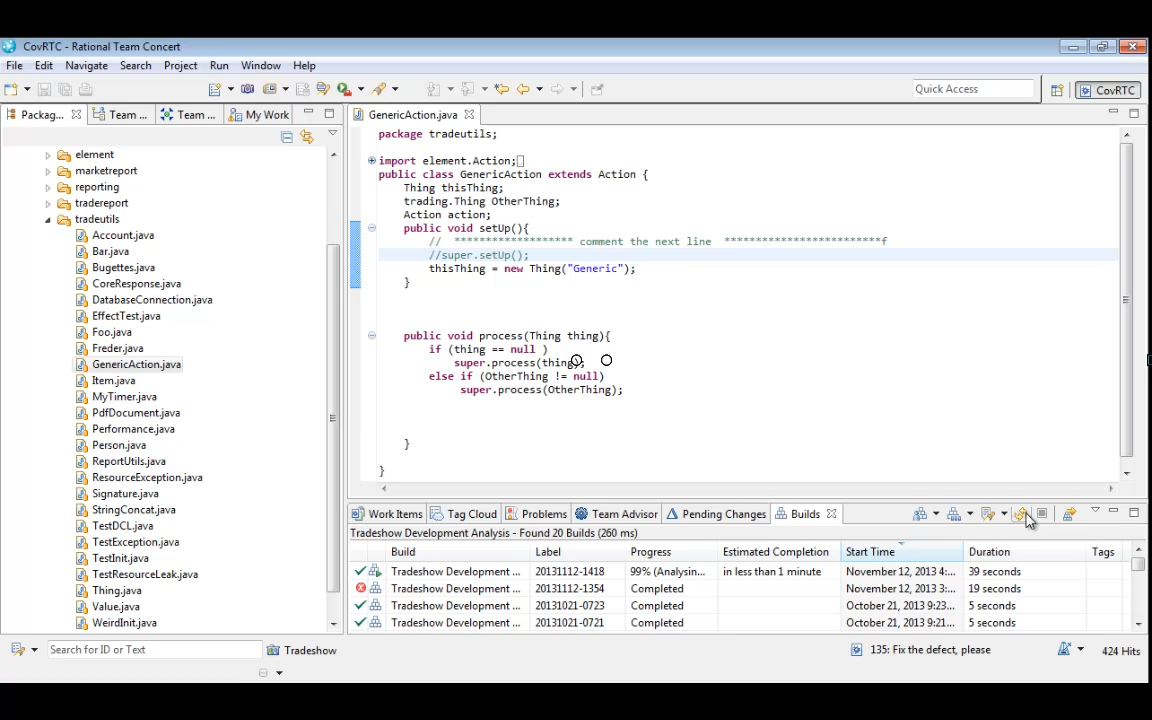 CovRTC - Rational Team Concert
File Edit Navigate Search Project Run Window Help
Quick Access
CovRTC
Packag... Team ... Team ... My Work
GenericAction.java
element
marketreport
reporting
tradereport
tradeutils
Account.java
Bar.java
Bugettes.java
CoreResponse.java
DatabaseConnection.java
EffectTest.java
Foo.java
Freder.java
GenericAction.java
Item.java
MyTimer.java
PdfDocument.java
Performance.java
Person.java
ReportUtils.java
ResourceException.java
Signature.java
StringConcat.java
TestDCL.java
TestException.java
TestInit.java
TestResourceLeak.java
Thing.java
Value.java
WeirdInit.java
package tradeutils;
import element.Action;
public class GenericAction extends Action {
Thing thisThing;
trading.Thing OtherThing;
Action action;
public void setUp(){
// ******************* comment the next line *************************f
//super.setUp();
thisThing = new Thing("Generic");
}
public void process(Thing thing){
if (thing == null )
super.process(thing);
else if (OtherThing != null)
super.process(OtherThing);
}
}
Work Items Tag Cloud Problems Team Advisor Pending Changes Builds
Tradeshow Development Analysis - Found 20 Builds (260 ms)
Build Label Progress Estimated Completion Start Time Duration Tags
Tradeshow Development ... 20131112-1418 99% (Analysin... in less than 1 minute November 12, 2013 4:... 39 seconds
Tradeshow Development ... 20131112-1354 Completed November 12, 2013 3:... 19 seconds
Tradeshow Development ... 20131021-0723 Completed October 21, 2013 9:23... 5 seconds
Tradeshow Development ... 20131021-0721 Completed October 21, 2013 9:21... 5 seconds
Search for ID or Text Tradeshow 135: Fix the defect, please 424 Hits